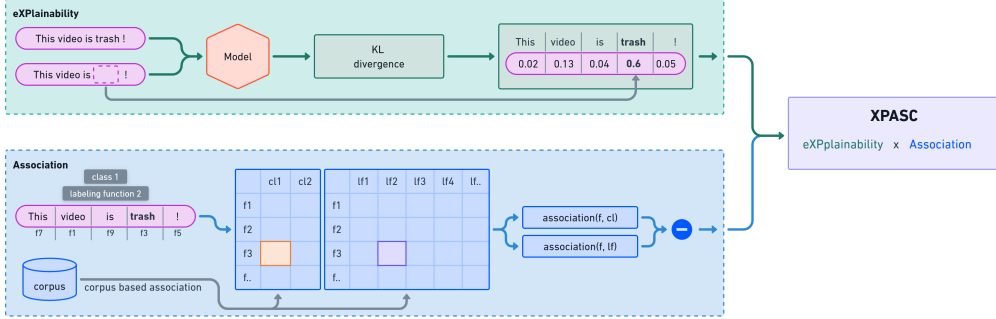 eXPlainability
This video is trash !
This video is !
Model
KL
divergence
This video is trash !
0.02 0.13 0.04 0.6 0.05
XPASC
eXPplainability x Association
Association
class 1
labeling function 2
This video is trash !
f7 f1 f9 f3 f5
corpus
corpus based association
cl1 cl2
f1
f2
f3
f..
lf1 lf2 lf3 lf4 lf..
f1
f2
f3
f..
association(f, cl)
association(f, lf)